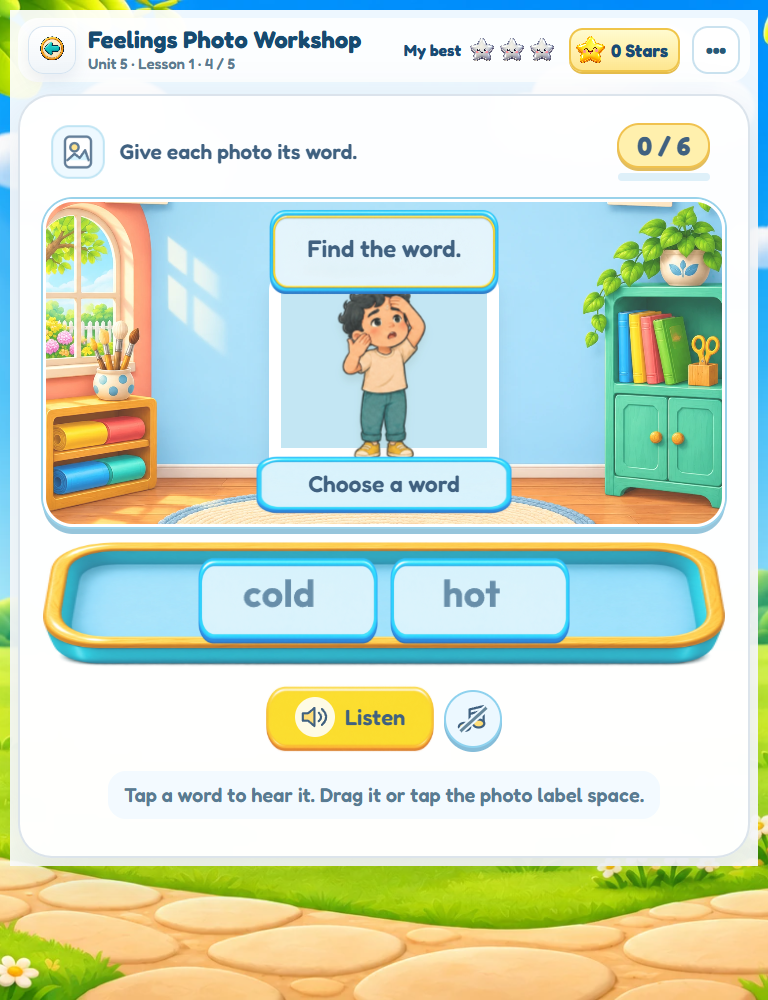 Feelings Photo Workshop
Unit 5 · Lesson 1 · 4 / 5
My best
0 Stars
Give each photo its word.
0 / 6
Find the word.
Choose a word
cold
hot
Listen
Tap a word to hear it. Drag it or tap the photo label space.